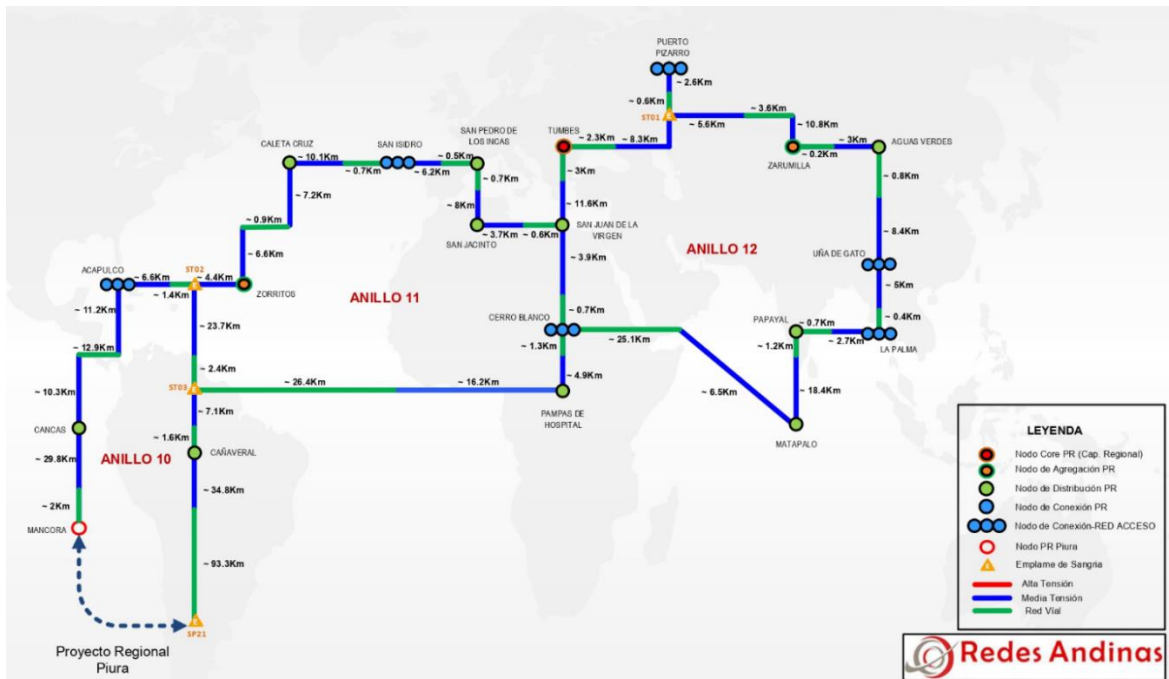 PUERTO
PIZARRO
~ 2.6Km
~ 0.6Km
ST01
~ 3.6Km
~ 5.6Km
~ 10.8Km
TUMBES
~ 2.3Km
~ 8.3Km
~ 3Km
ZARUMILLA
~ 0.2Km
~ 3Km
AGUAS VERDES
~ 0.8Km
SAN PEDRO DE
LOS INCAS
CALETA CRUZ
~ 10.1Km
SAN ISIDRO
~ 0.5Km
~ 0.7Km
~ 6.2Km
~ 0.7Km
~ 7.2Km
~ 8Km
~ 11.6Km
SAN JACINTO
~ 3.7Km
~ 0.6Km
SAN JUAN DE LA
VIRGEN
~ 0.9Km
~ 6.6Km
~ 3.9Km
ANILLO 12
~ 8.4Km
UÑA DE GATO
~ 5Km
ACAPULCO
~ 6.6Km
ST02
~ 4.4Km
~ 1.4Km
ZORRITOS
ANILLO 11
~ 11.2Km
~ 23.7Km
~ 0.7Km
CERRO BLANCO
~ 1.3Km
~ 25.1Km
PAPAYAL
~ 0.7Km
~ 0.4Km
~ 1.2Km
~ 2.7Km
LA PALMA
~ 12.9Km
~ 2.4Km
ST03
~ 26.4Km
~ 16.2Km
~ 4.9Km
~ 6.5Km
~ 18.4Km
~ 10.3Km
~ 7.1Km
PAMPAS DE
HOSPITAL
MATAPALO
CANCAS
~ 1.6Km
CAÑAVERAL
ANILLO 10
~ 29.8Km
~ 34.8Km
~ 2Km
MANCORA
~ 93.3Km
SP21
Proyecto Regional
Piura
LEYENDA
Nodo Core PR (Cap. Regional)
Nodo de Agregación PR
Nodo de Distribución PR
Nodo de Conexión PR
Nodo de Conexión-RED ACCESO
Nodo PR Piura
E Emplame de Sangria
Alta Tensión
Media Tensión
Red Vial
Redes Andinas